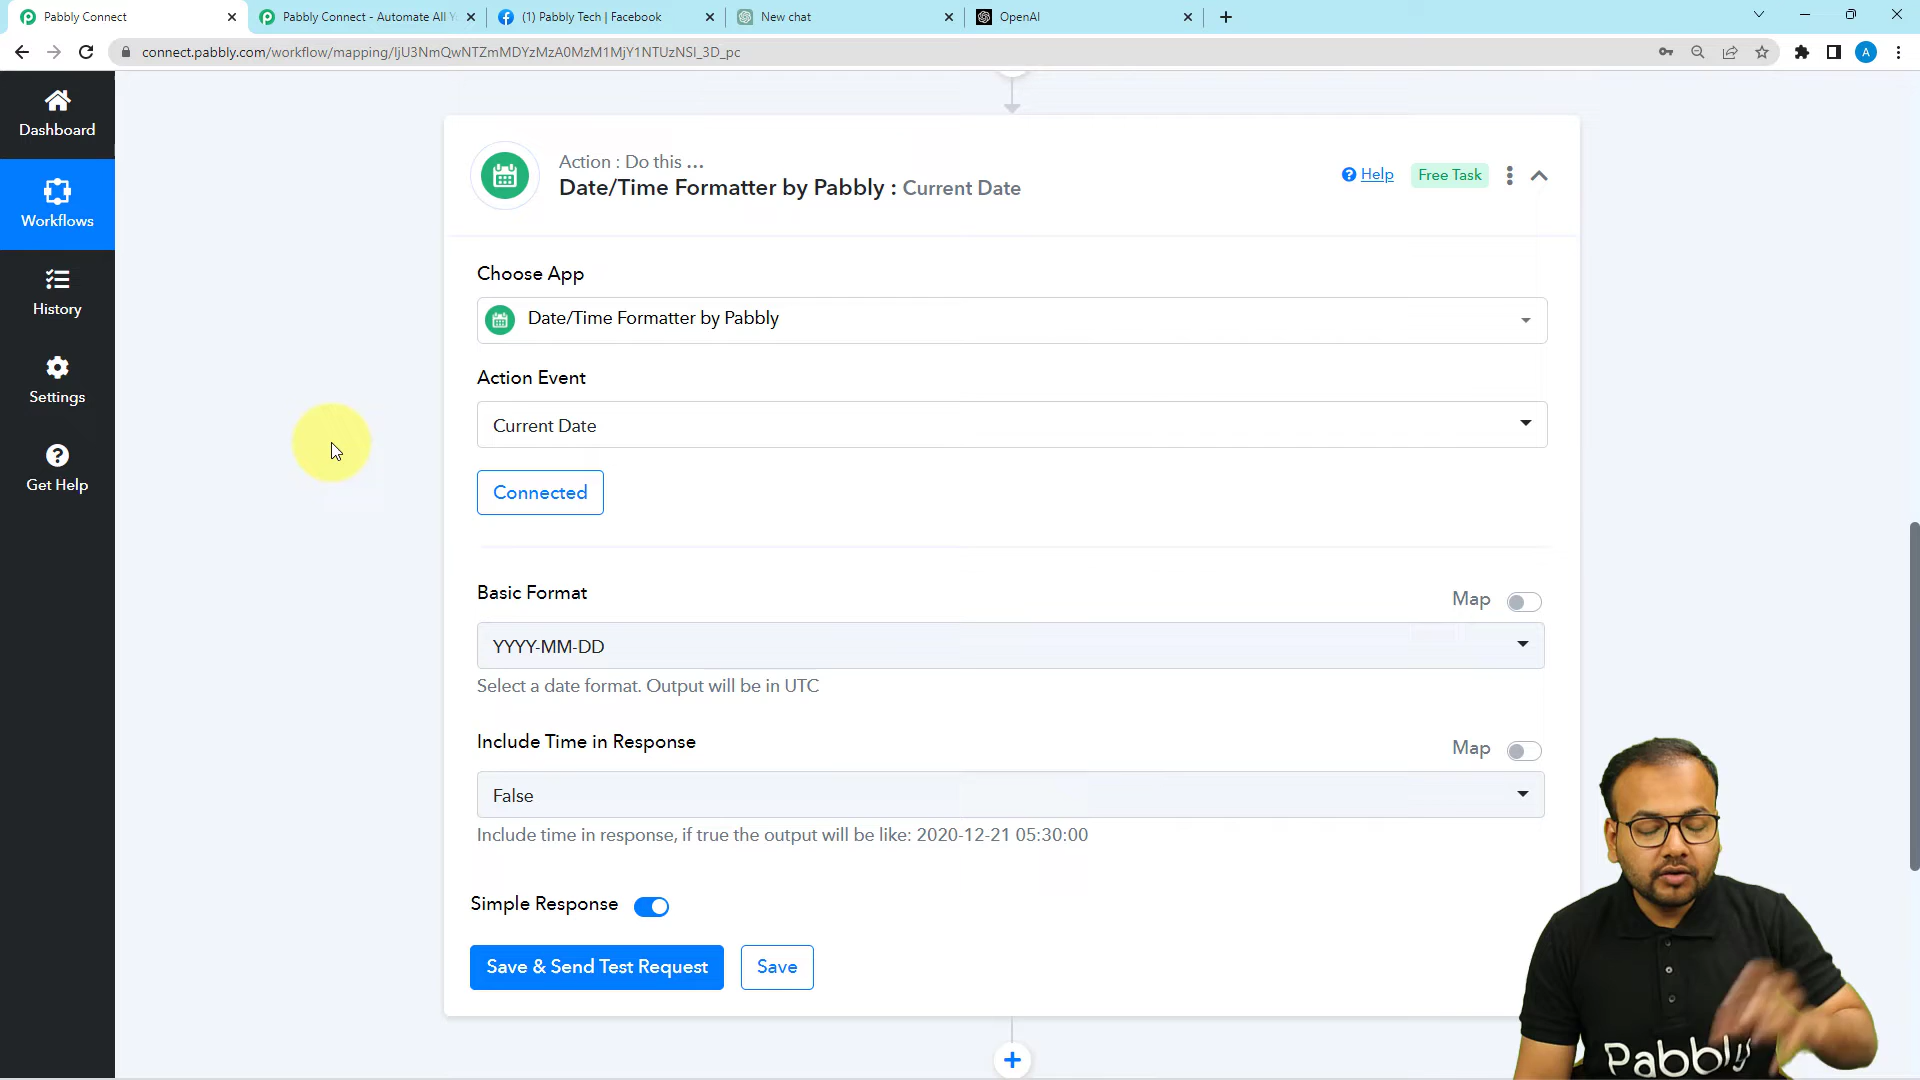 Pabbly Connect
Pabbly Connect - Automate All Y
(1) Pabbly Tech | Facebook
New chat
OpenAI
connect.pabbly.com/workflow/mapping/IjU3NmQwNTZmMDYzMzA0MzM1MjY1NTUzNSI_3D_pc
A
Dashboard
Workflows
History
Settings
Get Help
Action : Do this ...
Date/Time Formatter by Pabbly : Current Date
Help
Free Task
Choose App
Date/Time Formatter by Pabbly
Action Event
Current Date
Connected
Basic Format
Map
YYYY-MM-DD
Select a date format. Output will be in UTC
Include Time in Response
Map
False
Include time in response, if true the output will be like: 2020-12-21 05:30:00
Simple Response
Save & Send Test Request
Save
Pabbly